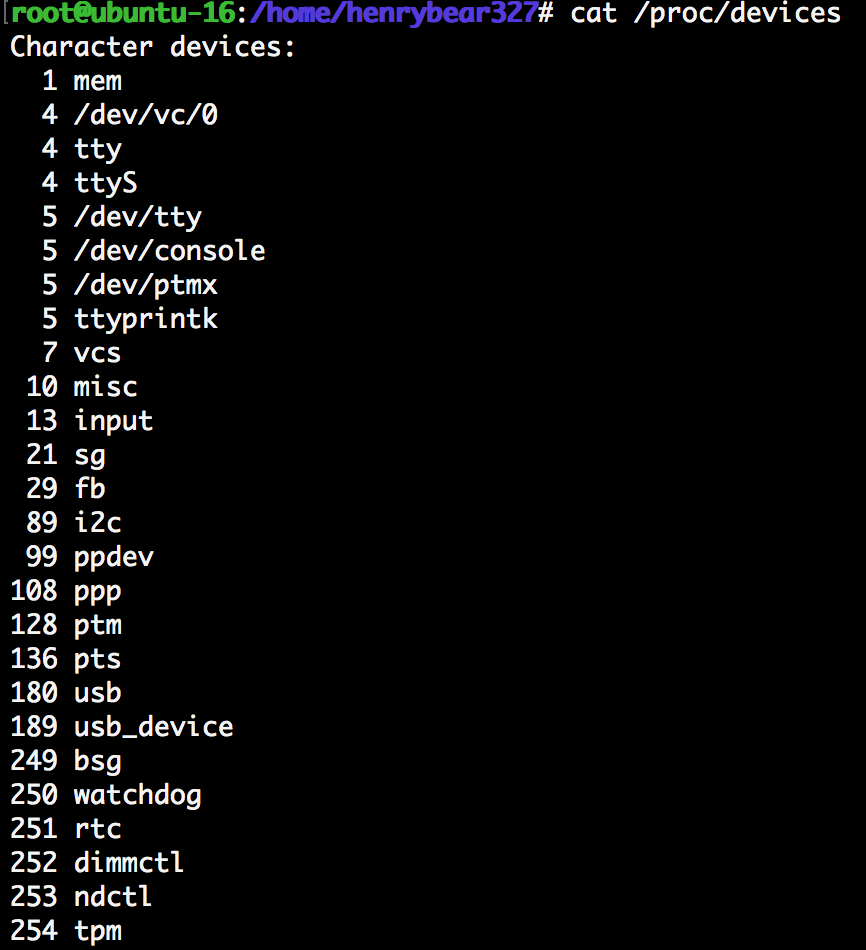 root@ubuntu-16:/home/henrybear327# cat /proc/devices
Character devices:
  1 mem
  4 /dev/vc/0
  4 tty
  4 ttyS
  5 /dev/tty
  5 /dev/console
  5 /dev/ptmx
  5 ttyprintk
  7 vcs
 10 misc
 13 input
 21 sg
 29 fb
 89 i2c
 99 ppdev
108 ppp
128 ptm
136 pts
180 usb
189 usb_device
249 bsg
250 watchdog
251 rtc
252 dimmctl
253 ndctl
254 tpm